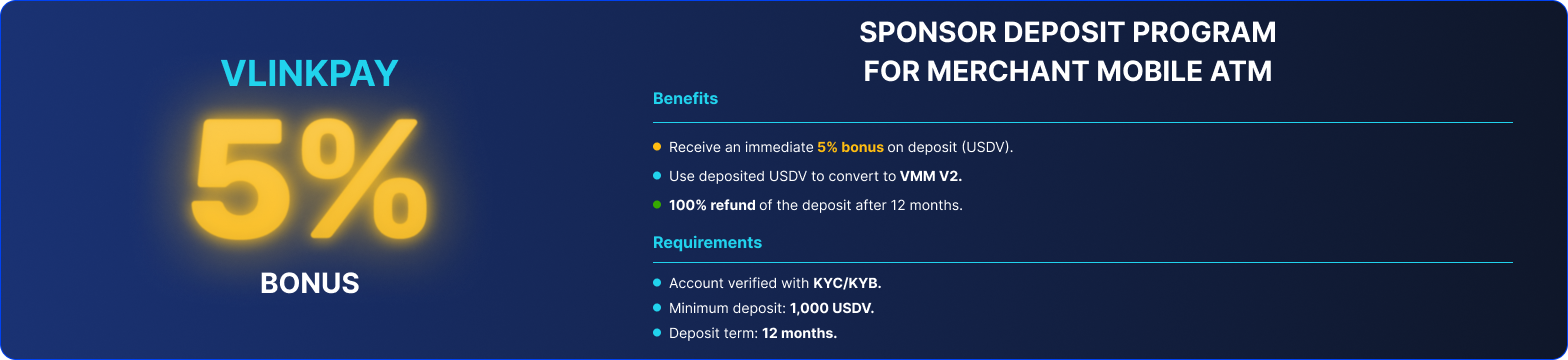 VLINKPAY
5%
BONUS
SPONSOR DEPOSIT PROGRAM
FOR MERCHANT MOBILE ATM
Benefits
Receive an immediate 5% bonus on deposit (USDV).
Use deposited USDV to convert to VMM V2.
100% refund of the deposit after 12 months.
Requirements
Account verified with KYC/KYB.
Minimum deposit: 1,000 USDV.
Deposit term: 12 months.